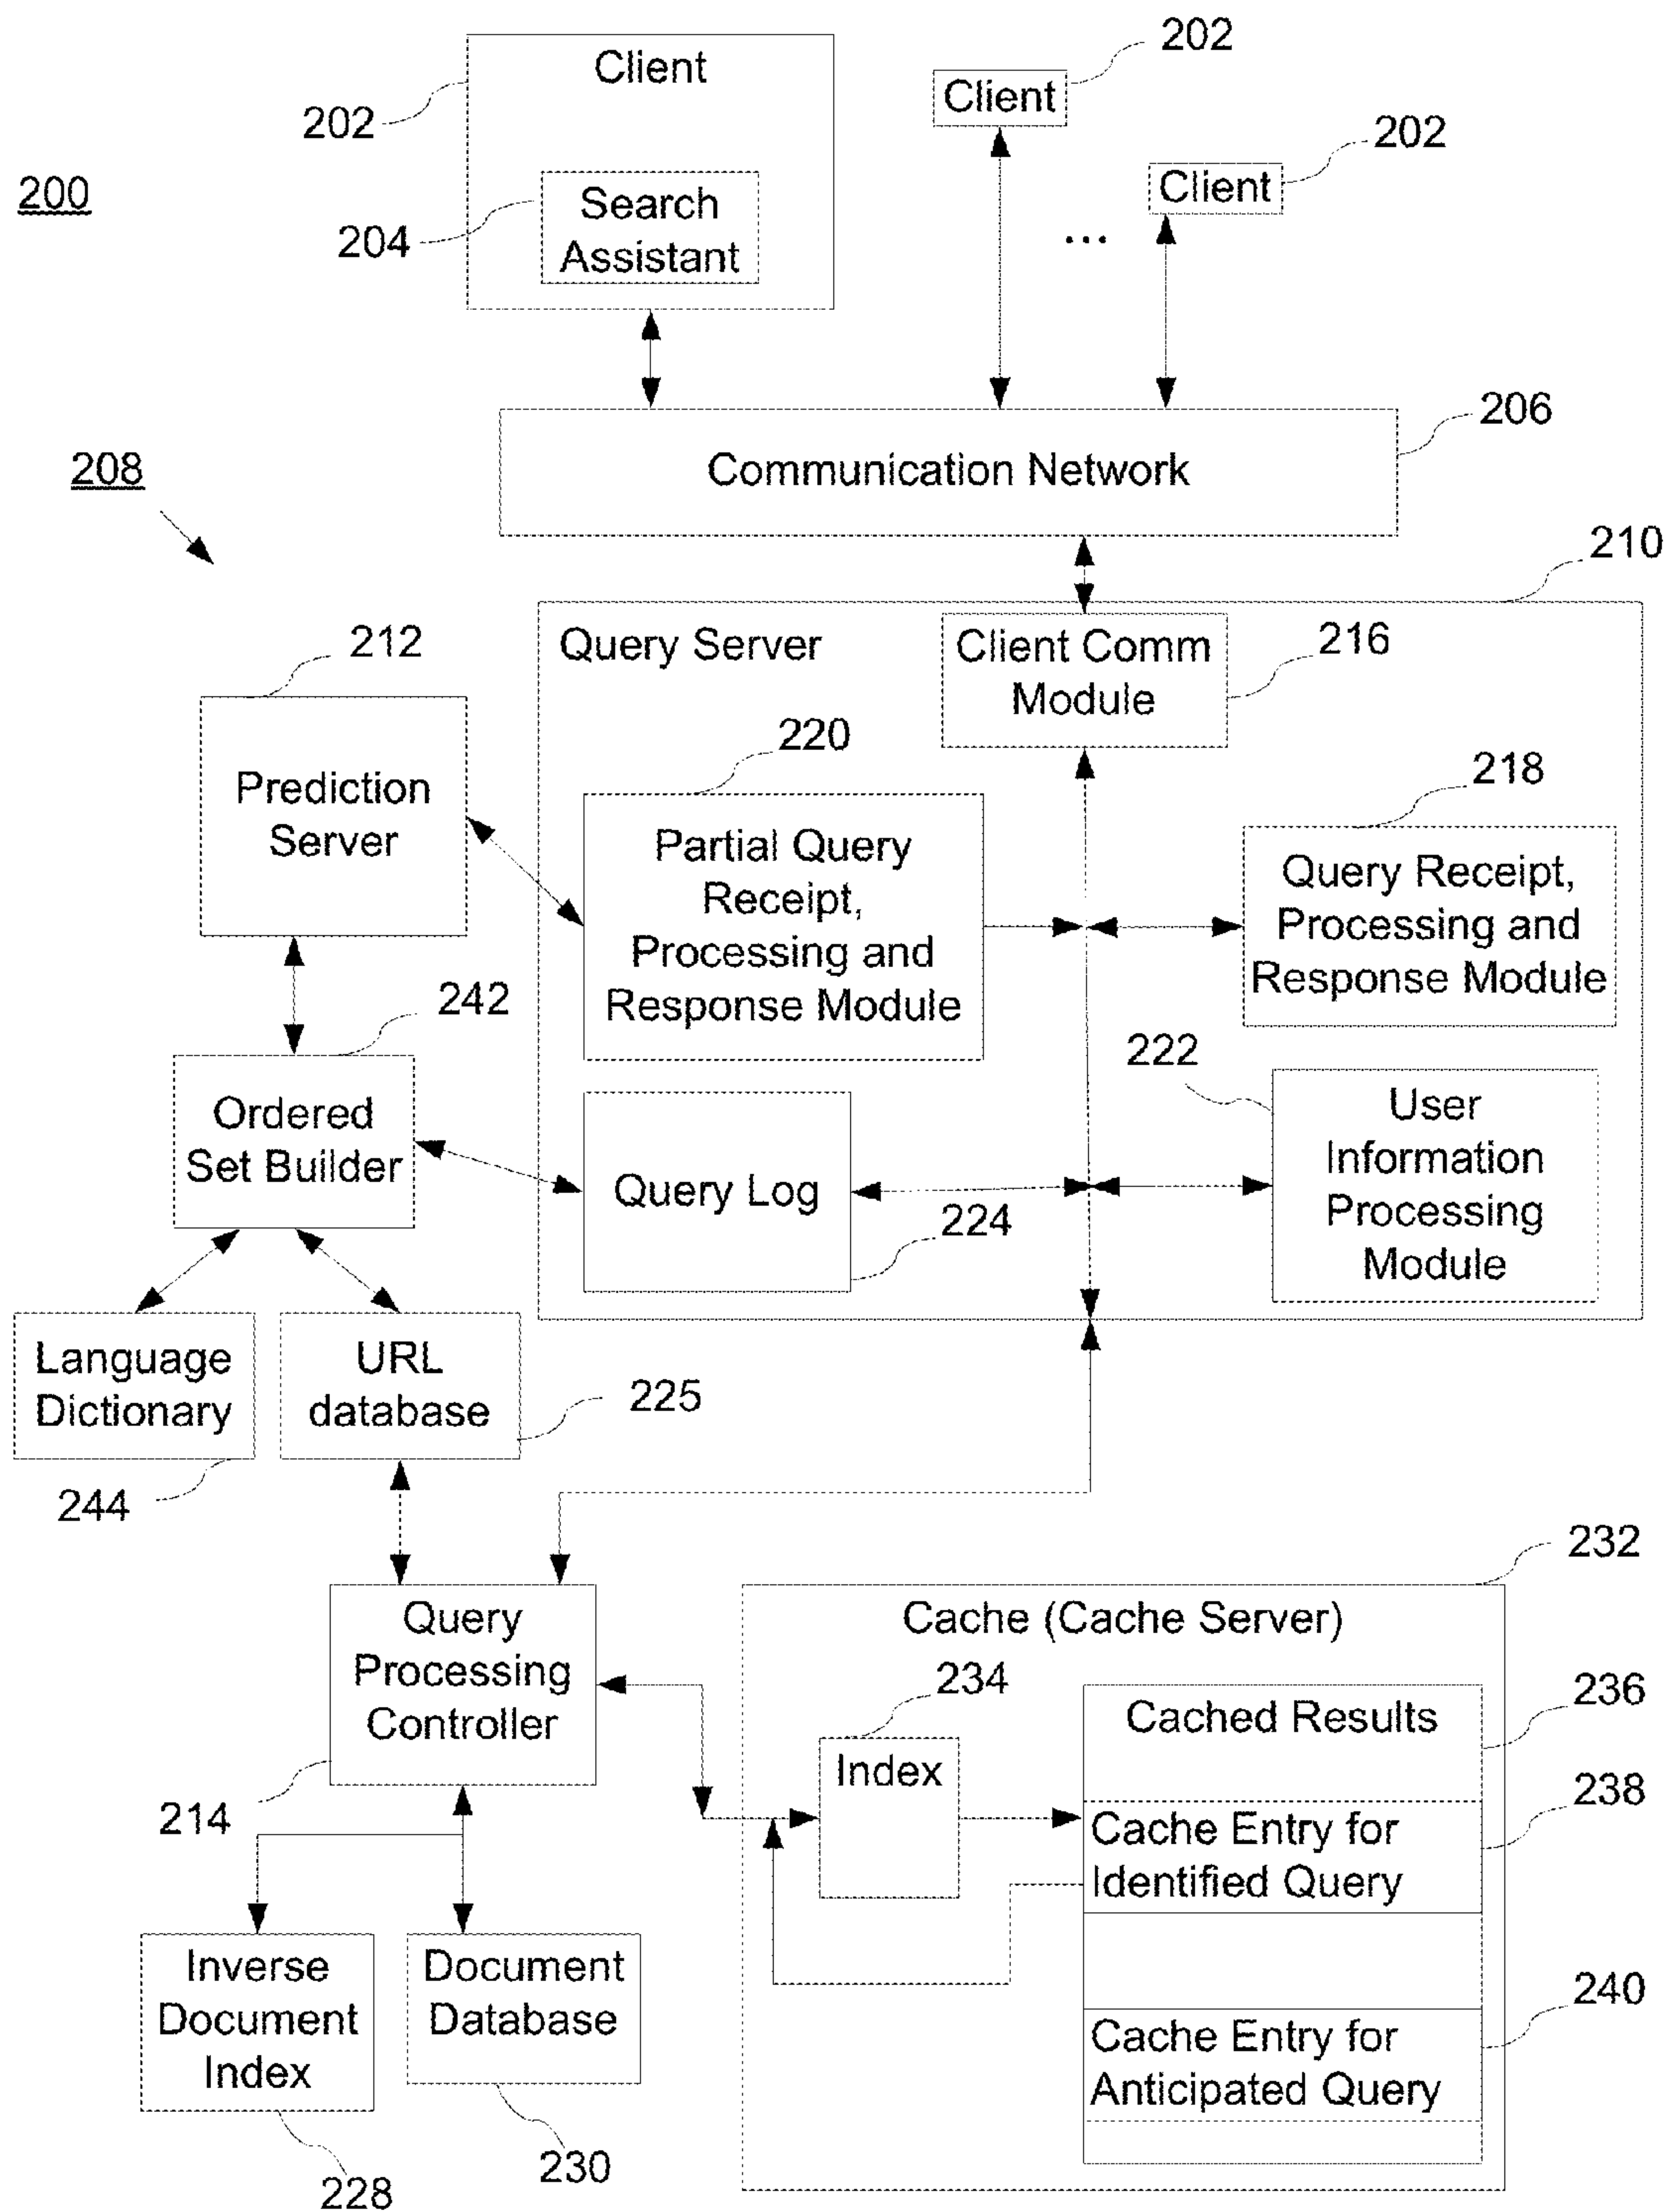 202
Client
202
Client
202
Client
200
204
Search
Assistant
...
206
Communication Network
208
210
212
Query Server
Client Comm
Module
216
220
Prediction
Server
218
Partial Query
Receipt,
Processing and
Response Module
Query Receipt,
Processing and
Response Module
242
222
Ordered
Set Builder
Query Log
224
User
Information
Processing
Module
Language
Dictionary
URL
database
225
244
232
Query
Processing
Controller
Cache (Cache Server)
234
236
Cached Results
Index
238
214
Cache Entry for
Identified Query
Inverse
Document
Index
Document
Database
240
Cache Entry for
Anticipated Query
228
230